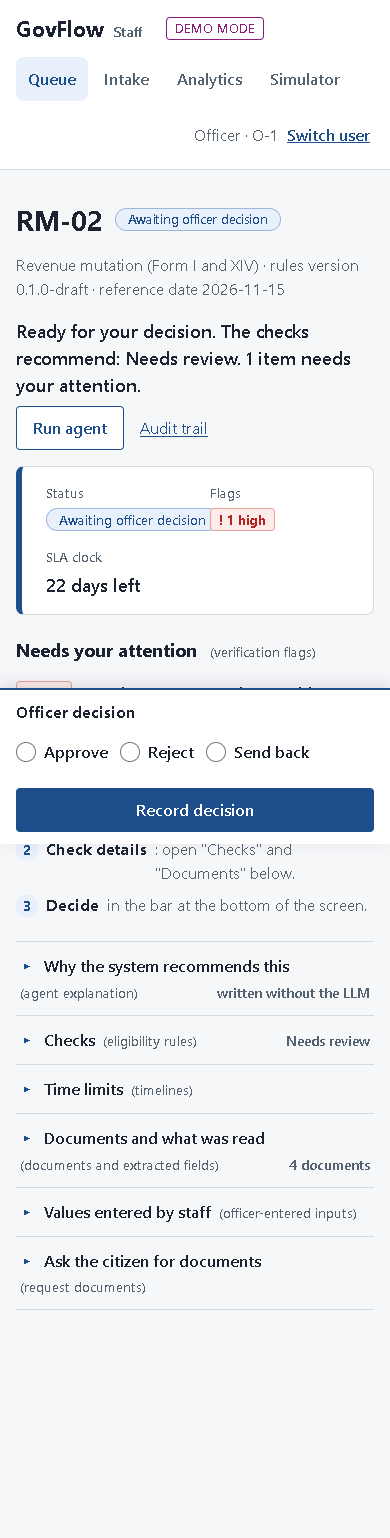 GovFlow Staff DEMO MODE
Queue Intake Analytics Simulator
Officer · O-1 Switch user
RM-02 Awaiting officer decision
Revenue mutation (Form I and XIV) · rules version
0.1.0-draft · reference date 2026-11-15
Ready for your decision. The checks
recommend: Needs review. 1 item needs
your attention.
Run agent Audit trail
Status Flags
Awaiting officer decision ! 1 high
SLA clock
22 days left
Needs your attention (verification flags)
Officer decision
Approve Reject Send back
Record decision
2 Check details : open "Checks" and
"Documents" below.
3 Decide in the bar at the bottom of the screen.
Why the system recommends this
(agent explanation) written without the LLM
Checks (eligibility rules) Needs review
Time limits (timelines)
Documents and what was read
(documents and extracted fields) 4 documents
Values entered by staff (officer-entered inputs)
Ask the citizen for documents
(request documents)